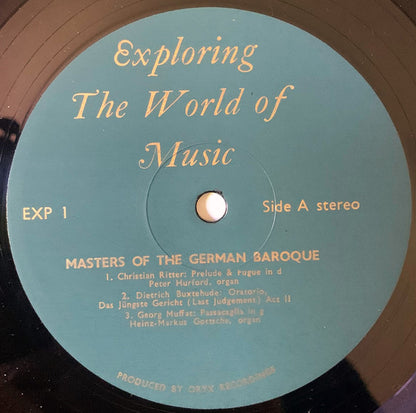 Exploring
The World of
Music
EXP 1
Side A stereo
MASTERS OF THE GERMAN BAROQUE
1. Christian Ritter: Prelude & Fugue in d
Peter Hurford, organ
2. Dietrich Buxtehude: Oratorio,
Das Jüngste Gericht (Last Judgement) Act II
3. Georg Muffat: Passacaglia in g
Heinz-Markus Gottsche, organ
PRODUCED BY ORYX RECORDINGS